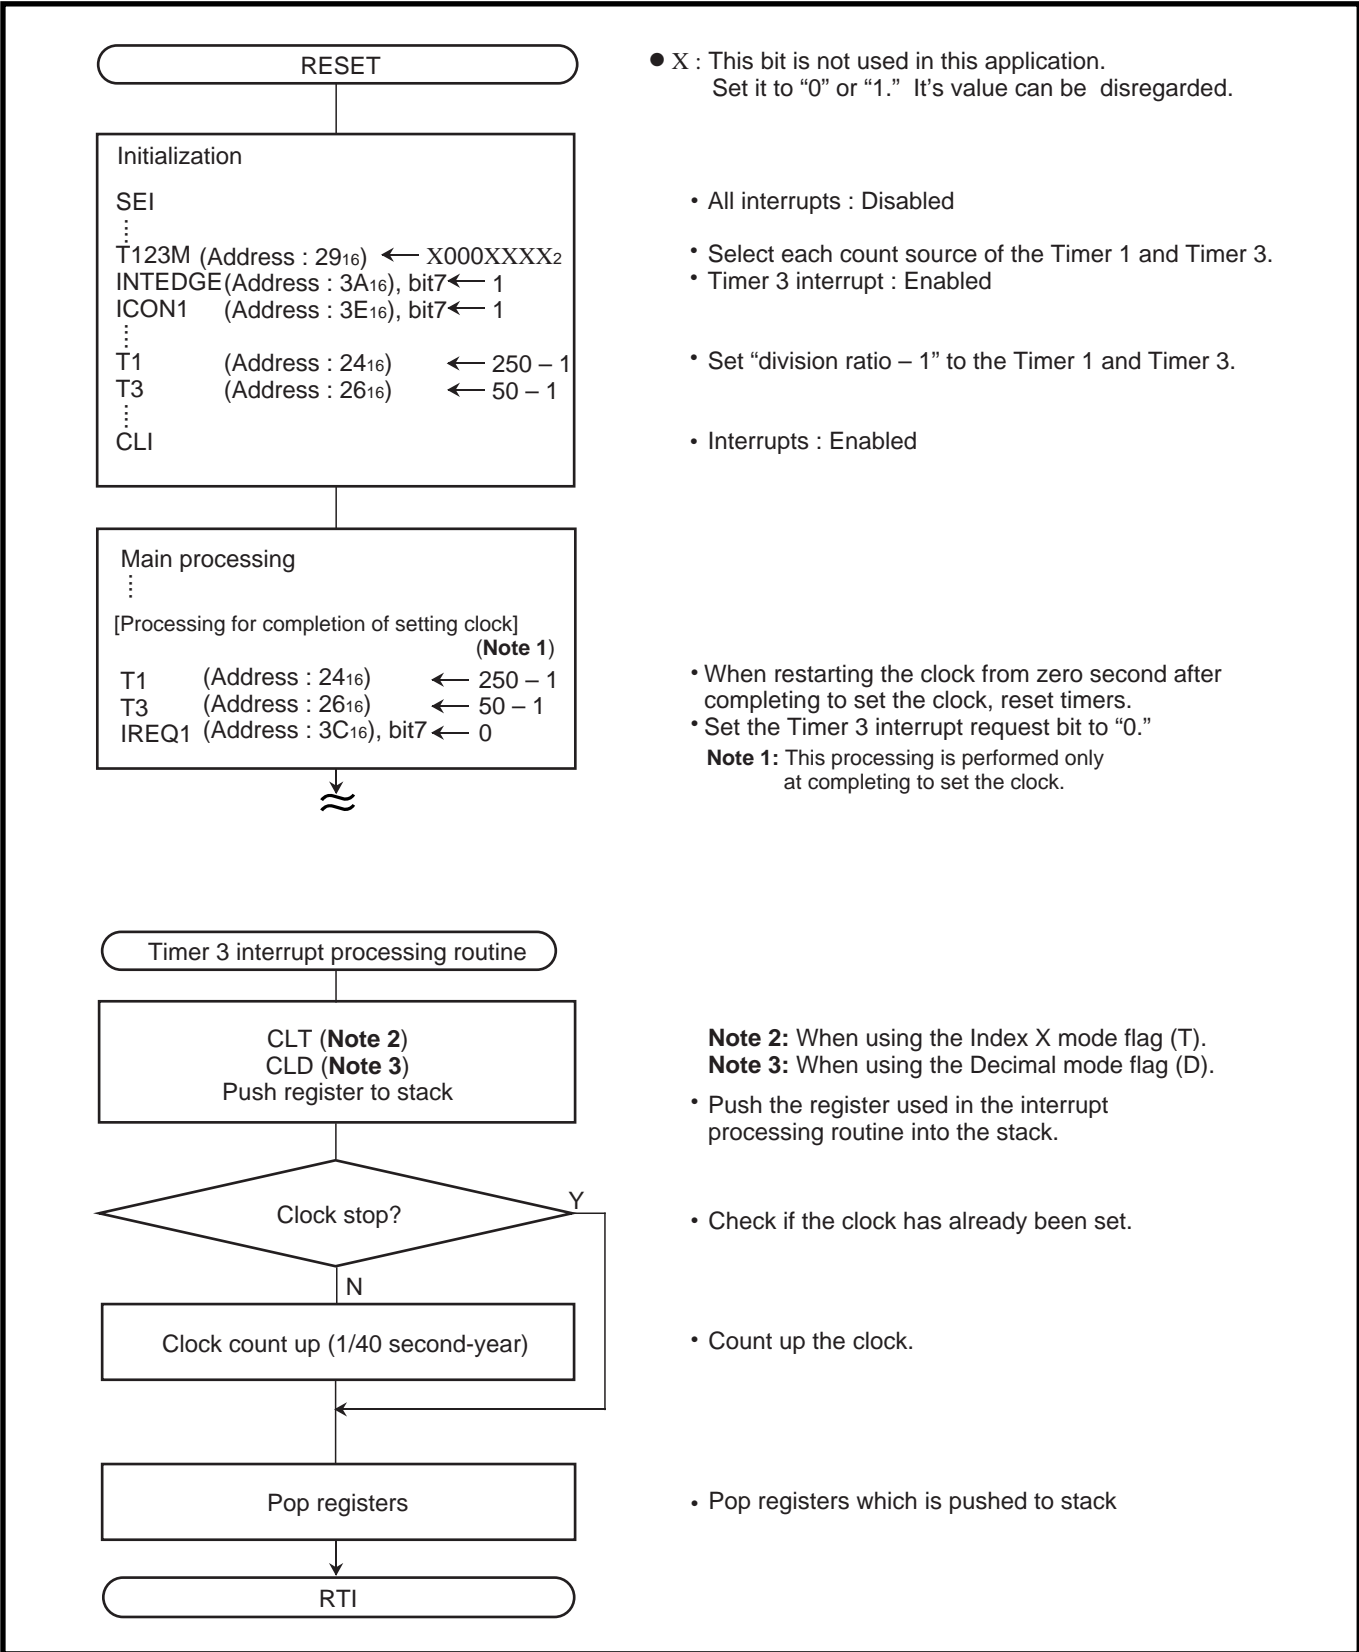 RESET
● X : This bit is not used in this application.
Set it to “0” or “1.” It’s value can be disregarded.
Initialization
SEI
• All interrupts : Disabled
T123M (Address : 2916) ← X000XXXX2
• Select each count source of the Timer 1 and Timer 3.
INTEDGE(Address : 3A16), bit7 ← 1
• Timer 3 interrupt : Enabled
ICON1 (Address : 3E16), bit7 ← 1
T1 (Address : 2416) ← 250 – 1
• Set “division ratio – 1” to the Timer 1 and Timer 3.
T3 (Address : 2616) ← 50 – 1
CLI
• Interrupts : Enabled
Main processing
[Processing for completion of setting clock]
(Note 1)
T1 (Address : 2416) ← 250 – 1
T3 (Address : 2616) ← 50 – 1
IREQ1 (Address : 3C16), bit7 ← 0
• When restarting the clock from zero second after
completing to set the clock, reset timers.
• Set the Timer 3 interrupt request bit to “0.”
Note 1: This processing is performed only
at completing to set the clock.
Timer 3 interrupt processing routine
CLT (Note 2)
CLD (Note 3)
Push register to stack
Note 2: When using the Index X mode flag (T).
Note 3: When using the Decimal mode flag (D).
• Push the register used in the interrupt
processing routine into the stack.
Clock stop?
Y
• Check if the clock has already been set.
N
Clock count up (1/40 second-year)
• Count up the clock.
Pop registers
• Pop registers which is pushed to stack
RTI